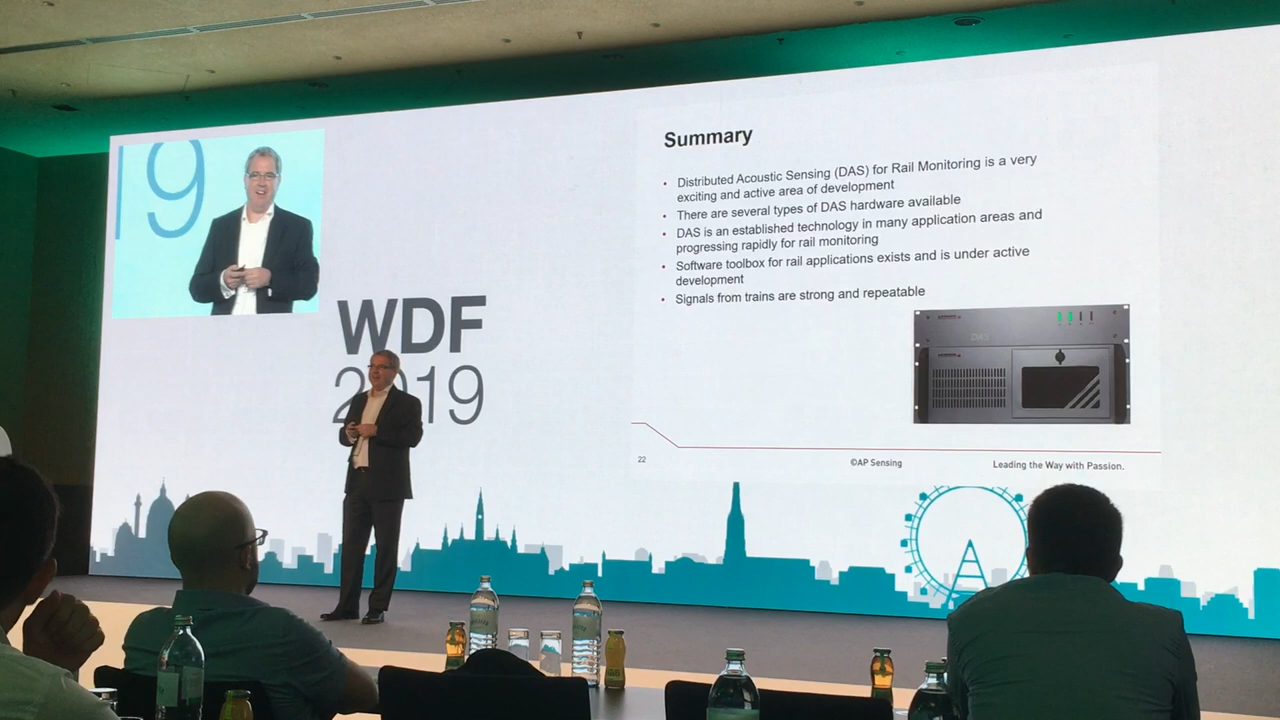 19
WDF
2019
Summary
• Distributed Acoustic Sensing (DAS) for Rail Monitoring is a very
exciting and active area of development
• There are several types of DAS hardware available
• DAS is an established technology in many application areas and
progressing rapidly for rail monitoring
• Software toolbox for rail applications exists and is under active
development
• Signals from trains are strong and repeatable
DAS
22
©AP Sensing
Leading the Way with Passion.